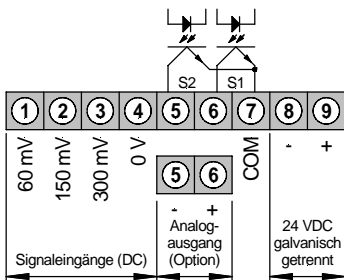 S2 S1
1 2 3 4 5 6 7 8 9
60 mV
150 mV
300 mV
0 V
5 6
COM
- +
- +
Analog-
ausgang
(Option)
Signaleingänge (DC)
24 VDC
galvanisch
getrennt